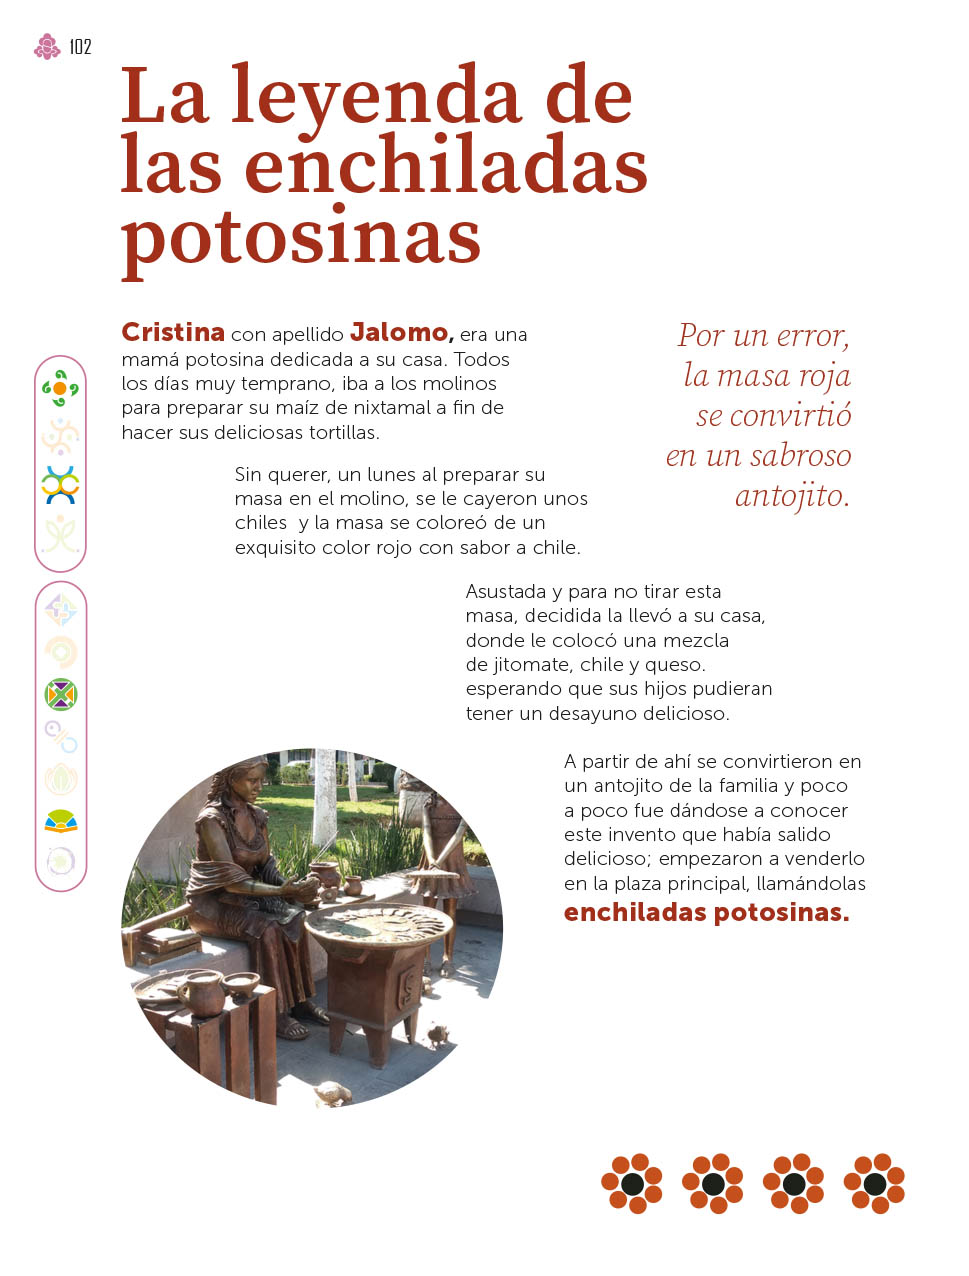 102
La leyenda de
las enchiladas
potosinas
Cristina con apellido Jalomo, era una
mamá potosina dedicada a su casa. Todos
los días muy temprano, iba a los molinos
para preparar su maíz de nixtamal a fin de
hacer sus deliciosas tortillas.
Por un error,
la masa roja
se convirtió
en un sabroso
antojito.
Sin querer, un lunes al preparar su
masa en el molino, se le cayeron unos
chiles  y la masa se coloreó de un
exquisito color rojo con sabor a chile.
Asustada y para no tirar esta
masa, decidida la llevó a su casa,
donde le colocó una mezcla
de jitomate, chile y queso.
esperando que sus hijos pudieran
tener un desayuno delicioso.
A partir de ahí se convirtieron en
un antojito de la familia y poco
a poco fue dándose a conocer
este invento que había salido
delicioso; empezaron a venderlo
en la plaza principal, llamándolas
enchiladas potosinas.